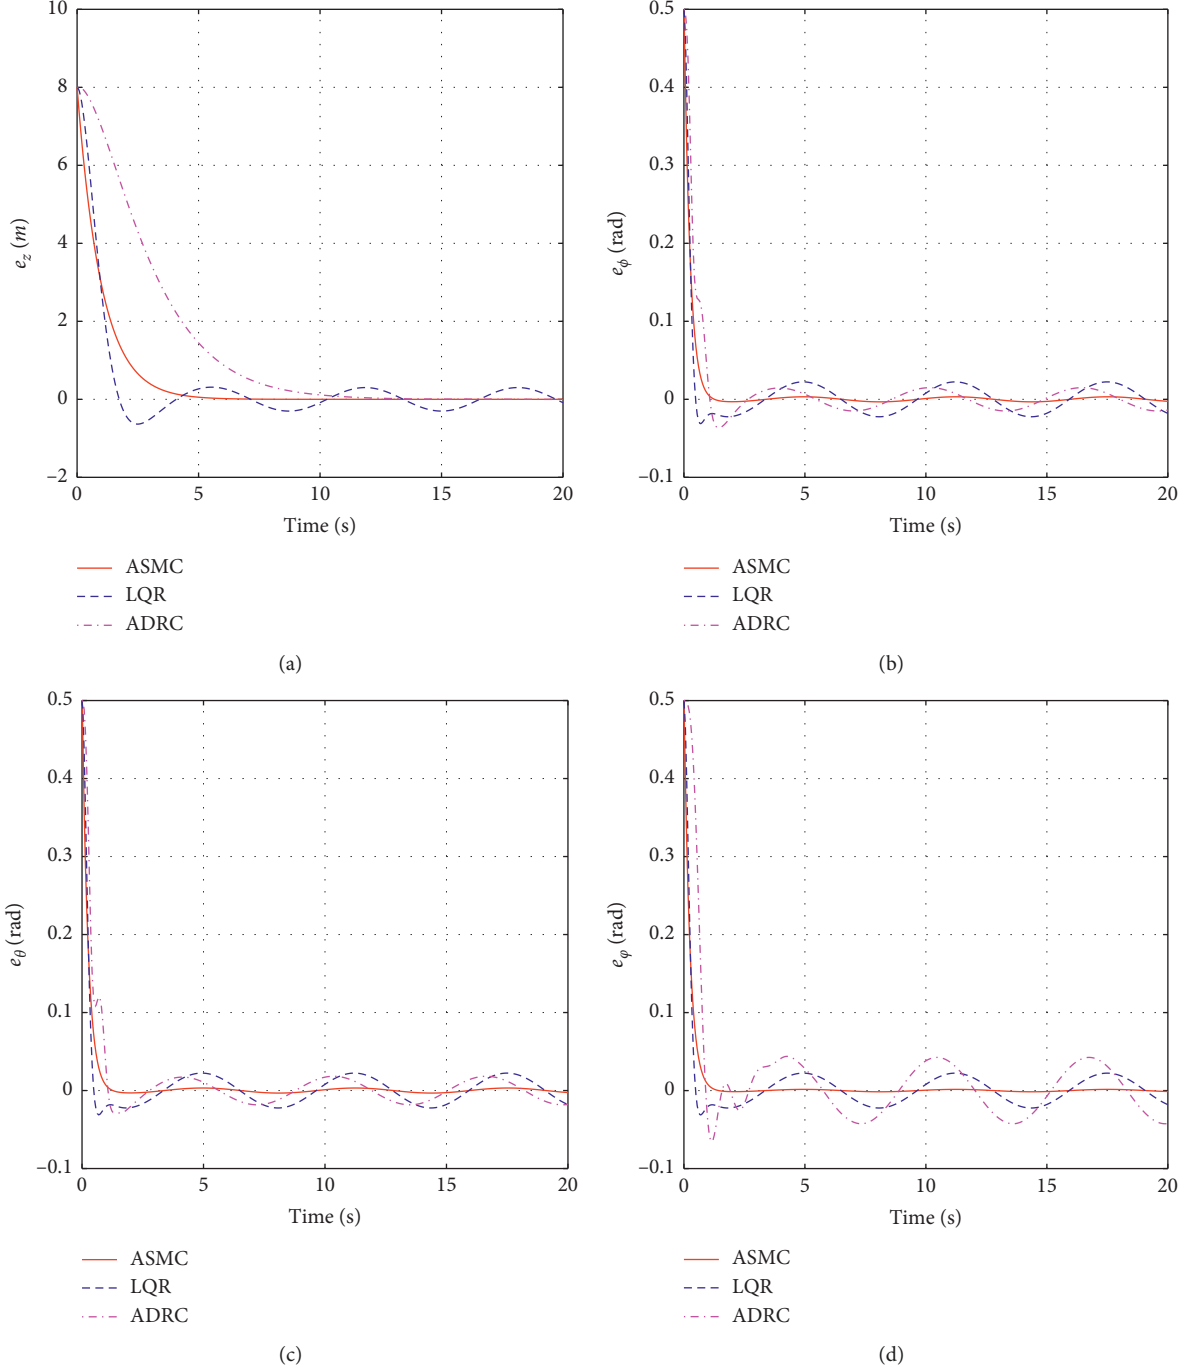 10
8
6
4
2
0
−2
e_z (m)
0 5 10 15 20
Time (s)
ASMC
LQR
ADRC
(a)
0.5
0.4
0.3
0.2
0.1
0
−0.1
e_ϕ (rad)
0 5 10 15 20
Time (s)
ASMC
LQR
ADRC
(b)
0.5
0.4
0.3
0.2
0.1
0
−0.1
e_θ (rad)
0 5 10 15 20
Time (s)
ASMC
LQR
ADRC
(c)
0.5
0.4
0.3
0.2
0.1
0
−0.1
e_φ (rad)
0 5 10 15 20
Time (s)
ASMC
LQR
ADRC
(d)